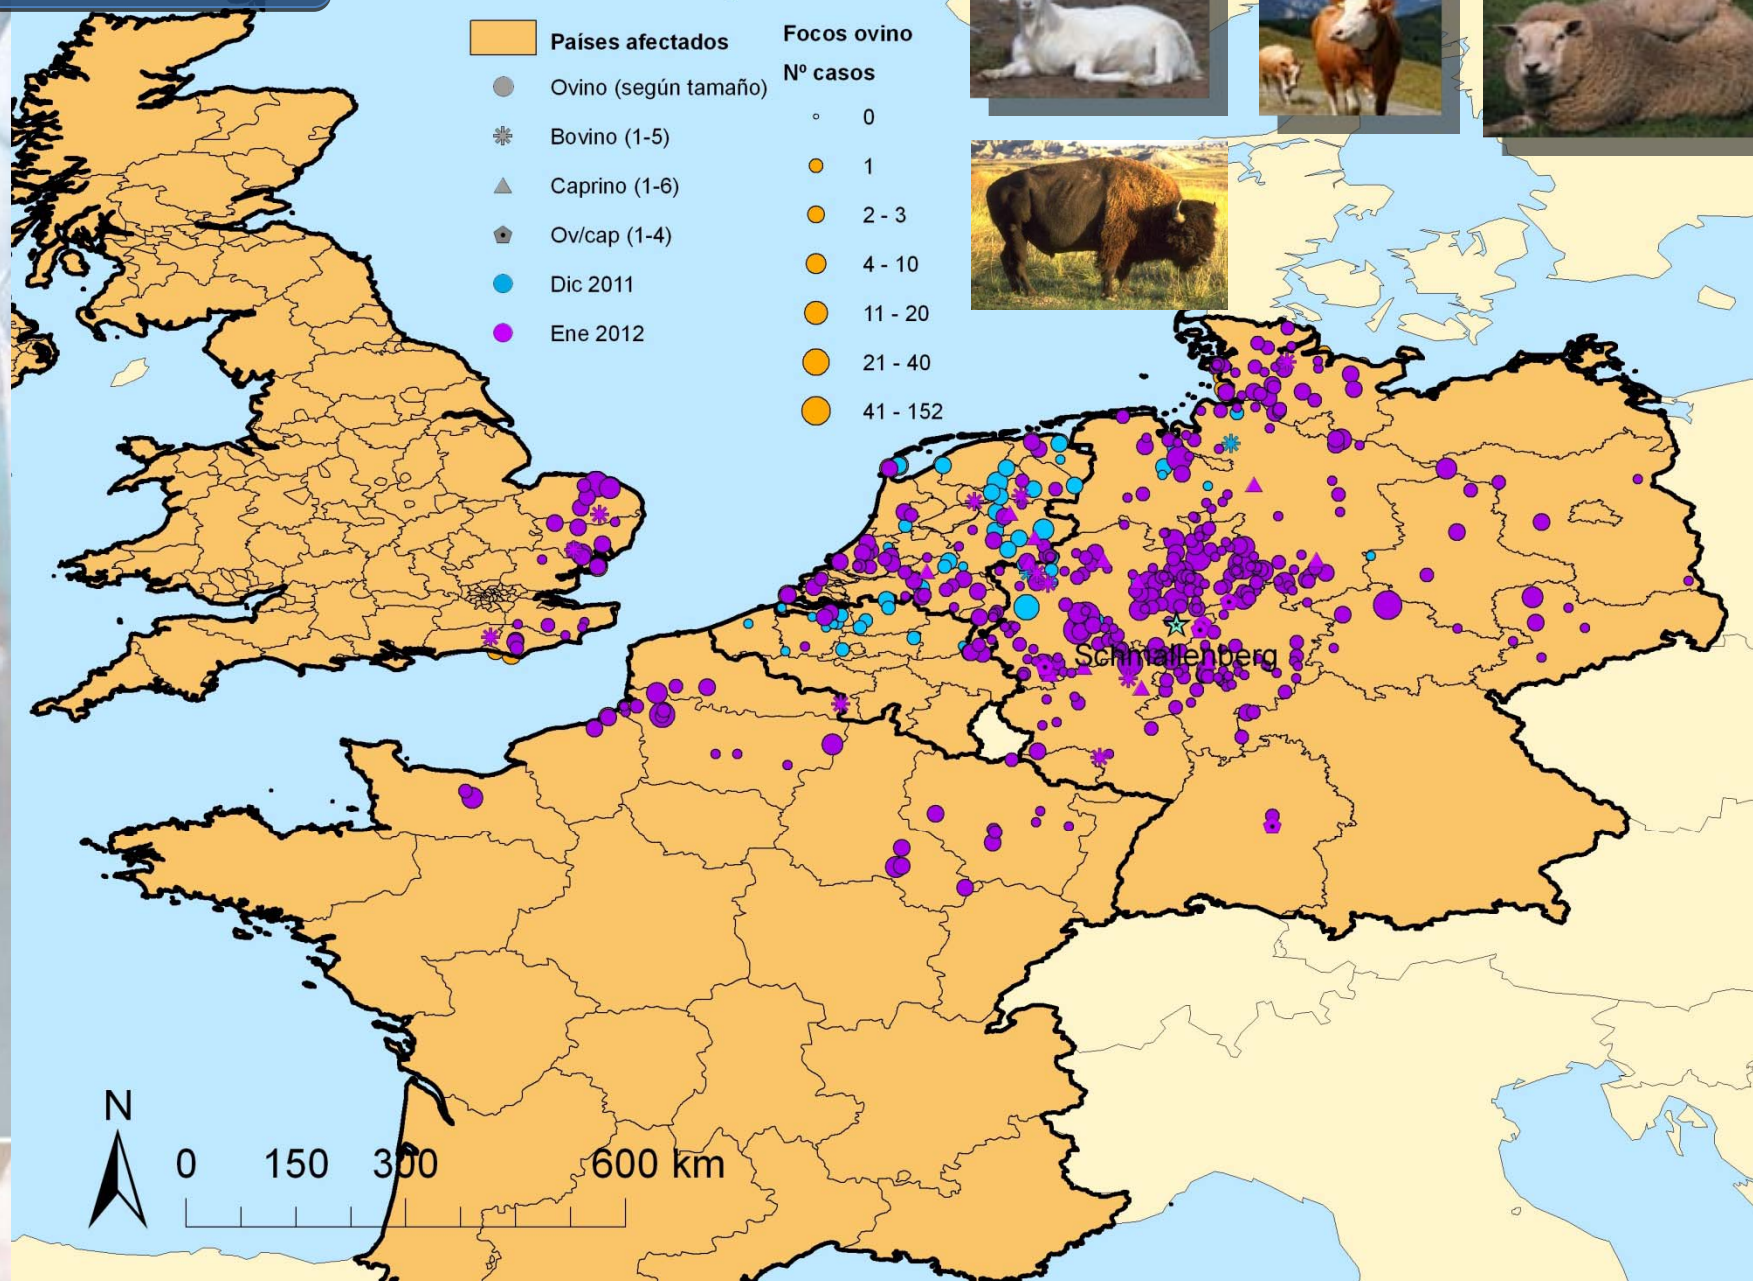 Países afectados
Ovino (según tamaño)
Bovino (1-5)
Caprino (1-6)
Ov/cap (1-4)
Dic 2011
Ene 2012
Focos ovino
Nº casos
0
1
2 - 3
4 - 10
11 - 20
21 - 40
41 - 152
Schmallenberg
N
0 150 300 600 km